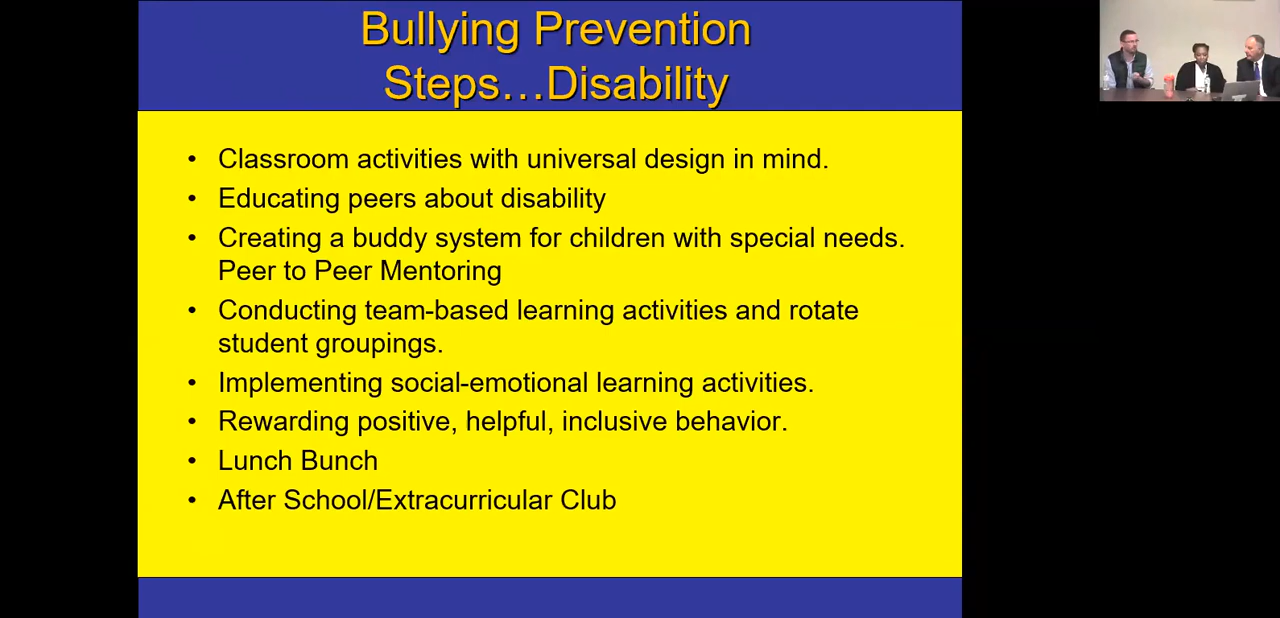 Bullying Prevention
Steps…Disability
• Classroom activities with universal design in mind.
• Educating peers about disability
• Creating a buddy system for children with special needs.
Peer to Peer Mentoring
• Conducting team-based learning activities and rotate
student groupings.
• Implementing social-emotional learning activities.
• Rewarding positive, helpful, inclusive behavior.
• Lunch Bunch
• After School/Extracurricular Club